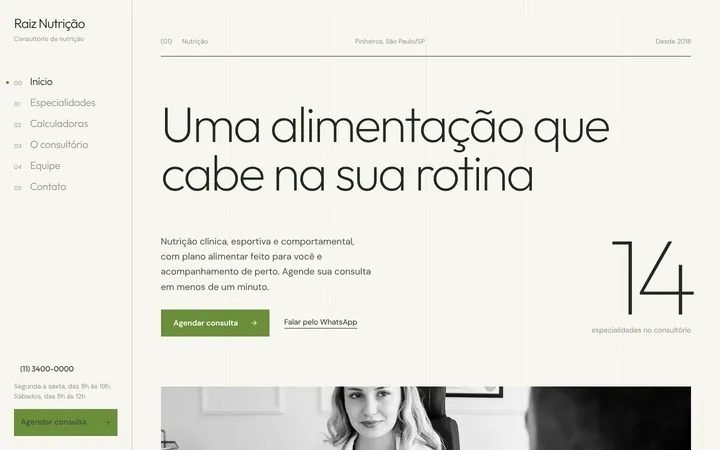 Raiz Nutrição
Consultório de nutrição
00 Início
01 Especialidades
02 Calculadoras
03 O consultório
04 Equipe
05 Contato
(11) 3400-0000
Segunda a sexta, das 8h às 19h.
Sábados, das 8h às 12h
Agendar consulta →
(01) Nutrição
Pinheiros, São Paulo/SP
Desde 2018
Uma alimentação que
cabe na sua rotina
Nutrição clínica, esportiva e comportamental,
com plano alimentar feito para você e
acompanhamento de perto. Agende sua consulta
em menos de um minuto.
Agendar consulta →
Falar pelo WhatsApp
14
especialidades no consultório